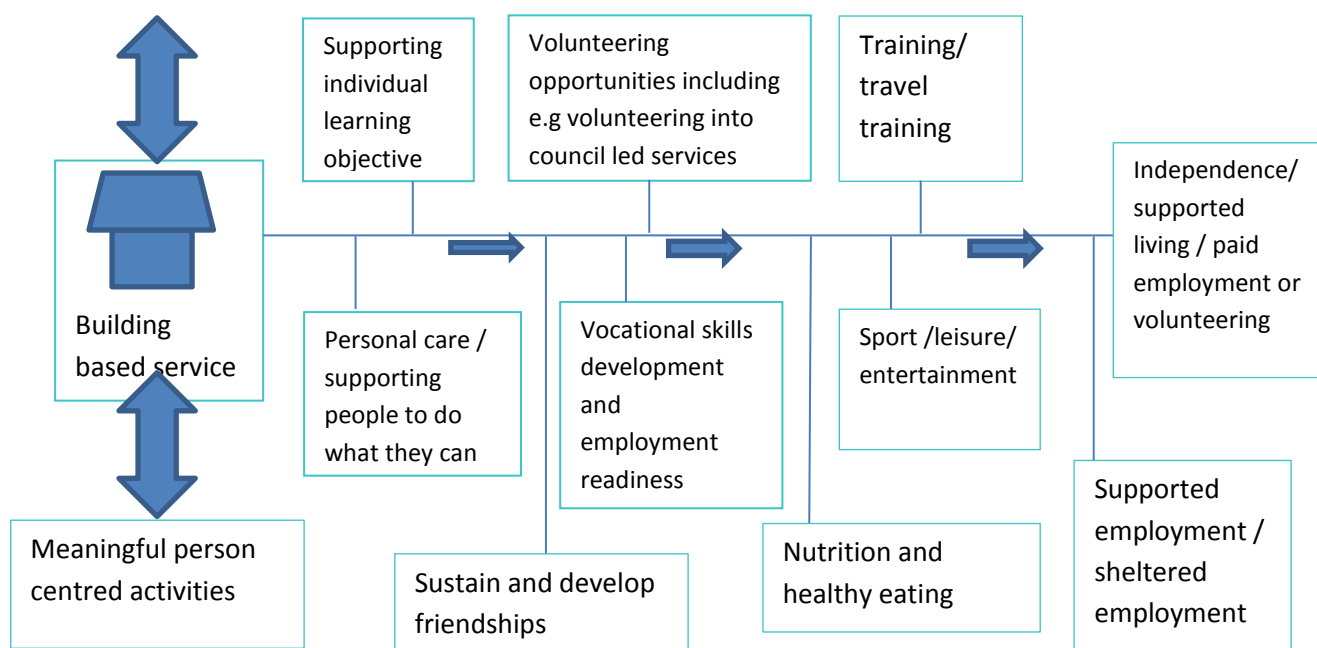 Supporting
individual
learning
objective
Volunteering
opportunities including
e.g volunteering into
council led services
Training/
travel
training
Building
based service
Independence/
supported
living / paid
employment or
volunteering
Personal care /
supporting
people to do
what they can
Vocational skills
development
and
employment
readiness
Sport /leisure/
entertainment
Meaningful person
centred activities
Sustain and develop
friendships
Nutrition and
healthy eating
Supported
employment /
sheltered
employment